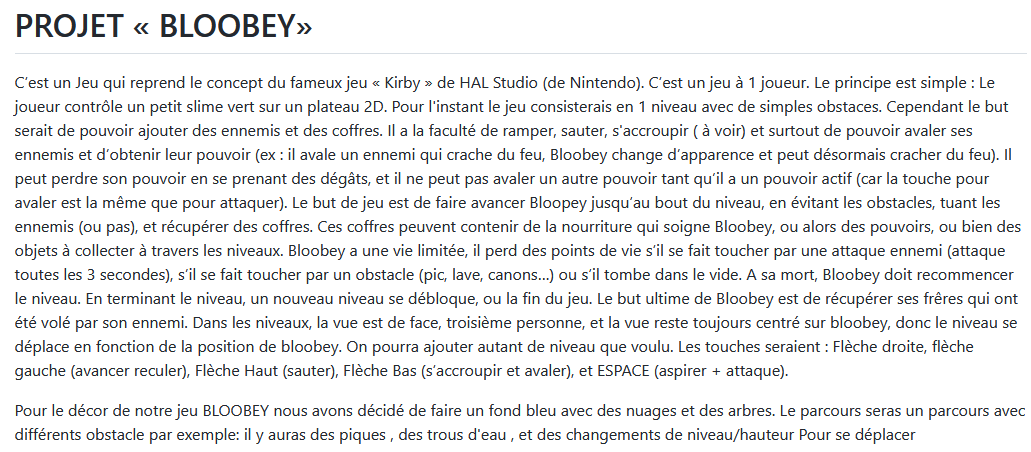 PROJET « BLOOBEY»
C’est un Jeu qui reprend le concept du fameux jeu « Kirby » de HAL Studio (de Nintendo). C’est un jeu à 1 joueur. Le principe est simple : Le
joueur contrôle un petit slime vert sur un plateau 2D. Pour l'instant le jeu consisterais en 1 niveau avec de simples obstaces. Cependant le but
serait de pouvoir ajouter des ennemis et des coffres. Il a la faculté de ramper, sauter, s'accroupir ( à voir) et surtout de pouvoir avaler ses
ennemis et d’obtenir leur pouvoir (ex : il avale un ennemi qui crache du feu, Bloobey change d’apparence et peut désormais cracher du feu). Il
peut perdre son pouvoir en se prenant des dégâts, et il ne peut pas avaler un autre pouvoir tant qu’il a un pouvoir actif (car la touche pour
avaler est la même que pour attaquer). Le but de jeu est de faire avancer Bloopey jusqu’au bout du niveau, en évitant les obstacles, tuant les
ennemis (ou pas), et récupérer des coffres. Ces coffres peuvent contenir de la nourriture qui soigne Bloobey, ou alors des pouvoirs, ou bien des
objets à collecter à travers les niveaux. Bloobey a une vie limitée, il perd des points de vie s’il se fait toucher par une attaque ennemi (attaque
toutes les 3 secondes), s’il se fait toucher par un obstacle (pic, lave, canons…) ou s’il tombe dans le vide. A sa mort, Bloobey doit recommencer
le niveau. En terminant le niveau, un nouveau niveau se débloque, ou la fin du jeu. Le but ultime de Bloobey est de récupérer ses frêres qui ont
été volé par son ennemi. Dans les niveaux, la vue est de face, troisième personne, et la vue reste toujours centré sur bloobey, donc le niveau se
déplace en fonction de la position de bloobey. On pourra ajouter autant de niveau que voulu. Les touches seraient : Flèche droite, flèche
gauche (avancer reculer), Flèche Haut (sauter), Flèche Bas (s’accroupir et avaler), et ESPACE (aspirer + attaque).
Pour le décor de notre jeu BLOOBEY nous avons décidé de faire un fond bleu avec des nuages et des arbres. Le parcours seras un parcours avec
différents obstacle par exemple: il y auras des piques , des trous d'eau , et des changements de niveau/hauteur Pour se déplacer